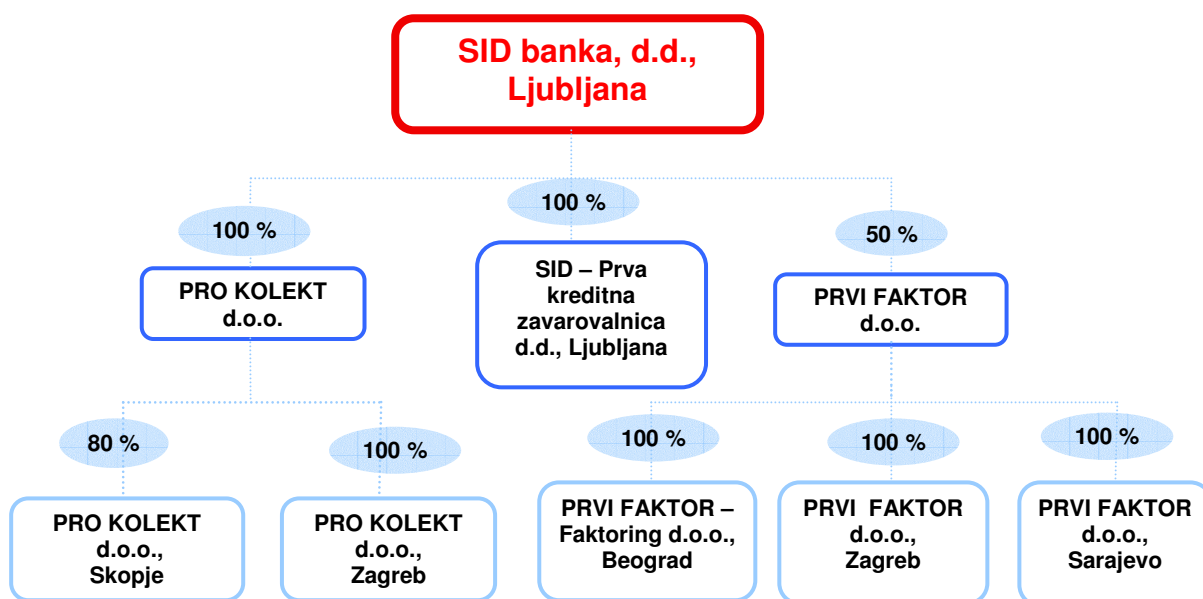 SID banka, d.d.,
Ljubljana
100 %
100 %
50 %
PRO KOLEKT
d.o.o.
SID – Prva
kreditna
zavarovalnica
d.d., Ljubljana
PRVI FAKTOR
d.o.o.
80 %
100 %
100 %
100 %
100 %
PRO KOLEKT
d.o.o.,
Skopje
PRO KOLEKT
d.o.o.,
Zagreb
PRVI FAKTOR –
Faktoring d.o.o.,
Beograd
PRVI FAKTOR
d.o.o.,
Zagreb
PRVI FAKTOR
d.o.o.,
Sarajevo